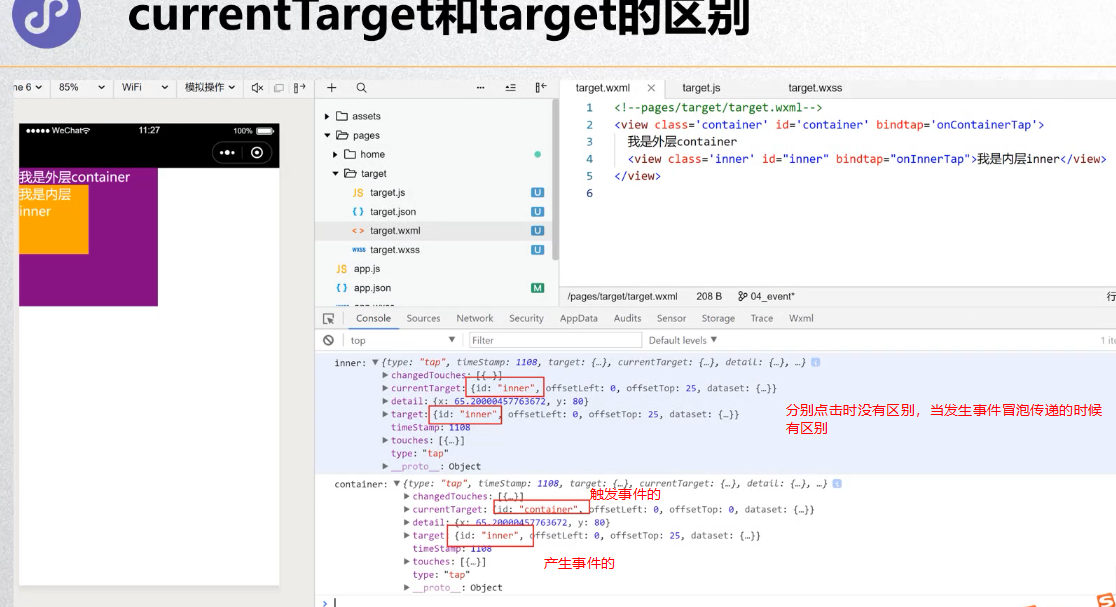 currentTarget和target的区别
ne 6 85% WiFi 模拟操作
target.wxml target.js target.wxss
WeChat 11:27 100%
我是外层container
我是内层
inner
assets
pages
home
target
JS target.js U
{ } target.json U
< > target.wxml U
wxss target.wxss U
JS app.js
{ } app.json M
1 <!--pages/target/target.wxml-->
2 <view class='container' id='container' bindtap='onContainerTap'>
3 我是外层container
4 <view class='inner' id="inner" bindtap="onInnerTap">我是内层inner</view>
5 </view>
6
/pages/target/target.wxml 208 B 04_event* 行
Console Sources Network Security AppData Audits Sensor Storage Trace Wxml
top Filter Default levels 1 ite
inner: ▼{type: "tap", timeStamp: 1108, target: {…}, currentTarget: {…}, detail: {…}, …}
▶changedTouches: [{…}]
▶currentTarget: {id: "inner", offsetLeft: 0, offsetTop: 25, dataset: {…}}
▶detail: {x: 65.20000457763672, y: 80}
▶target: {id: "inner", offsetLeft: 0, offsetTop: 25, dataset: {…}}
timeStamp: 1108
▶touches: [{…}]
type: "tap"
▶__proto__: Object
分别点击时没有区别，当发生事件冒泡传递的时候
有区别
container: ▼{type: "tap", timeStamp: 1108, target: {…}, currentTarget: {…}, detail: {…}, …}
▶changedTouches: [{…}]
触发事件的
▶currentTarget: {id: "container", offsetLeft: 0, offsetTop: 0, dataset: {…}}
▶detail: {x: 65.20000457763672, y: 80}
▶target: {id: "inner", offsetLeft: 0, offsetTop: 25, dataset: {…}}
timeStamp: 1108
▶touches: [{…}]
产生事件的
type: "tap"
▶__proto__: Object